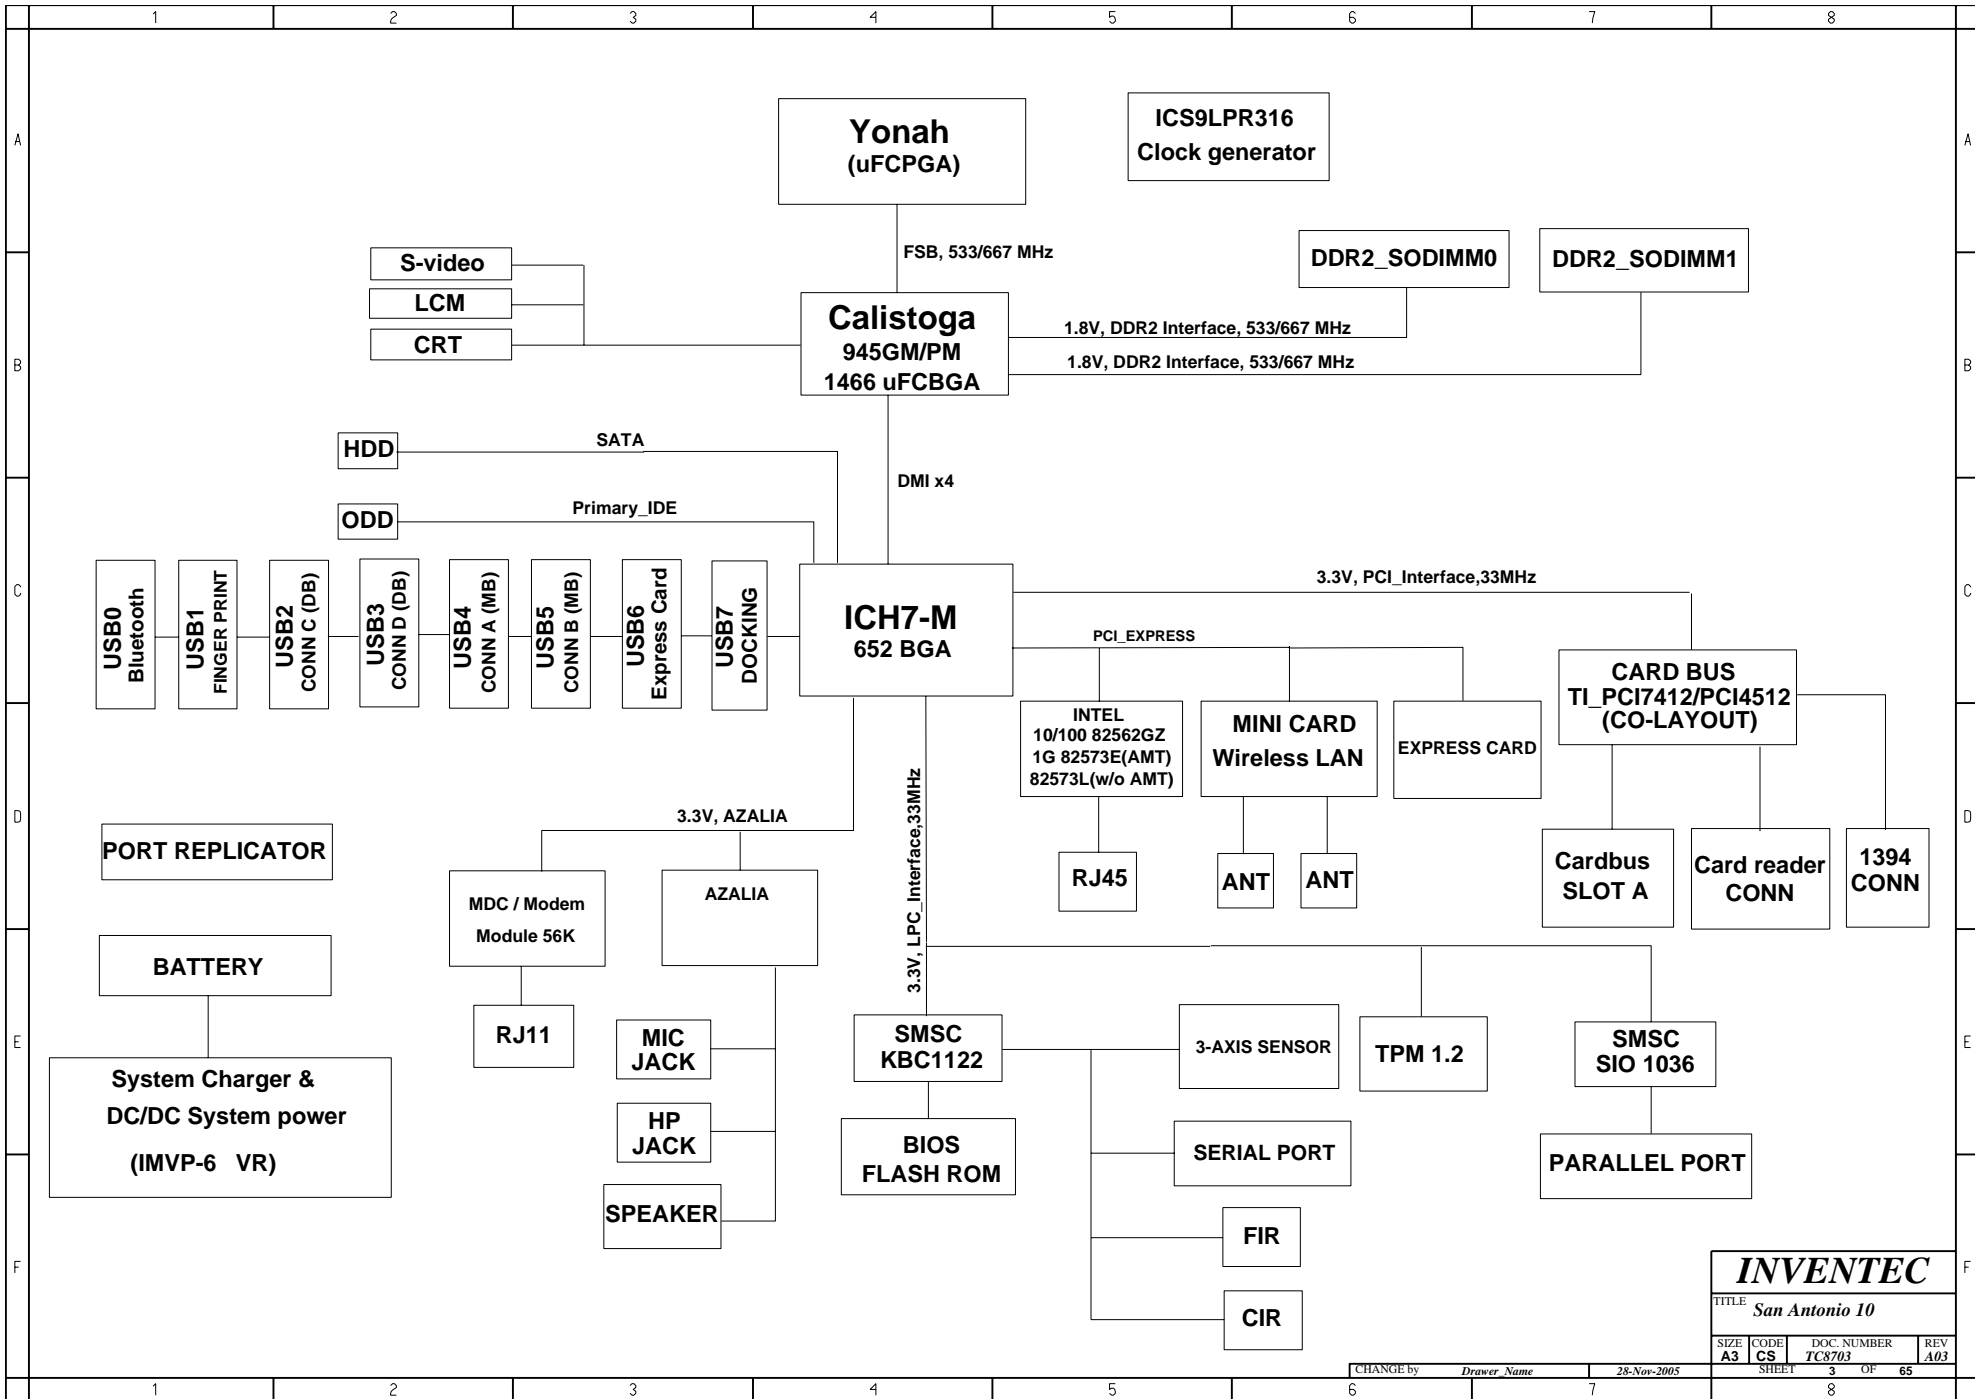 1 2 3 4 5 6 7 8
A
A
B
B
C
C
D
D
E
E
F
F
Yonah
(uFCPGA)
ICS9LPR316
Clock generator
FSB, 533/667 MHz
S-video
LCM
CRT
Calistoga
945GM/PM
1466 uFCBGA
DDR2_SODIMM0
DDR2_SODIMM1
1.8V, DDR2 Interface, 533/667 MHz
1.8V, DDR2 Interface, 533/667 MHz
HDD
SATA
DMI x4
ODD
Primary_IDE
USB0
Bluetooth
USB1
FINGER PRINT
USB2
CONN C (DB)
USB3
CONN D (DB)
USB4
CONN A (MB)
USB5
CONN B (MB)
USB6
Express Card
USB7
DOCKING
ICH7-M
652 BGA
3.3V, PCI_Interface,33MHz
PCI_EXPRESS
CARD BUS
TI_PCI7412/PCI4512
(CO-LAYOUT)
INTEL
10/100 82562GZ
1G 82573E(AMT)
82573L(w/o AMT)
MINI CARD
Wireless LAN
EXPRESS CARD
RJ45
ANT
ANT
Cardbus
SLOT A
Card reader
CONN
1394
CONN
3.3V, AZALIA
3.3V, LPC_Interface,33MHz
PORT REPLICATOR
MDC / Modem
Module 56K
AZALIA
BATTERY
RJ11
MIC
JACK
HP
JACK
SPEAKER
System Charger &
DC/DC System power
(IMVP-6 VR)
SMSC
KBC1122
BIOS
FLASH ROM
3-AXIS SENSOR
SERIAL PORT
FIR
CIR
TPM 1.2
SMSC
SIO 1036
PARALLEL PORT
INVENTEC
TITLE San Antonio 10
SIZE CODE DOC. NUMBER REV
A3 CS TC8703 A03
CHANGE by Drawer_Name 28-Nov-2005 SHEET 3 OF 65
1 2 3 4 5 6 7 8